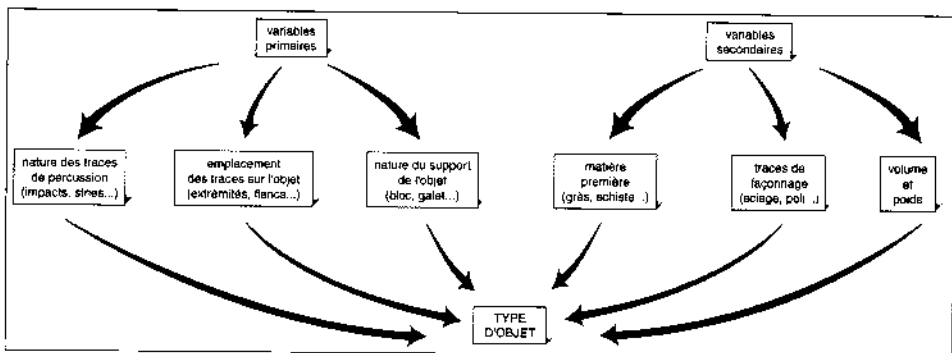 variables
primaires
variables
secondaires
nature des traces
de percussion
(impacts, stries...)
emplacement
des traces sur l'objet
(extrémités, flancs...)
nature du support
de l'objet
(bloc, galet...)
matière
première
(grès, schiste...)
traces de
façonnage
(sciage, poli...)
volume
et
poids
TYPE
D'OBJET